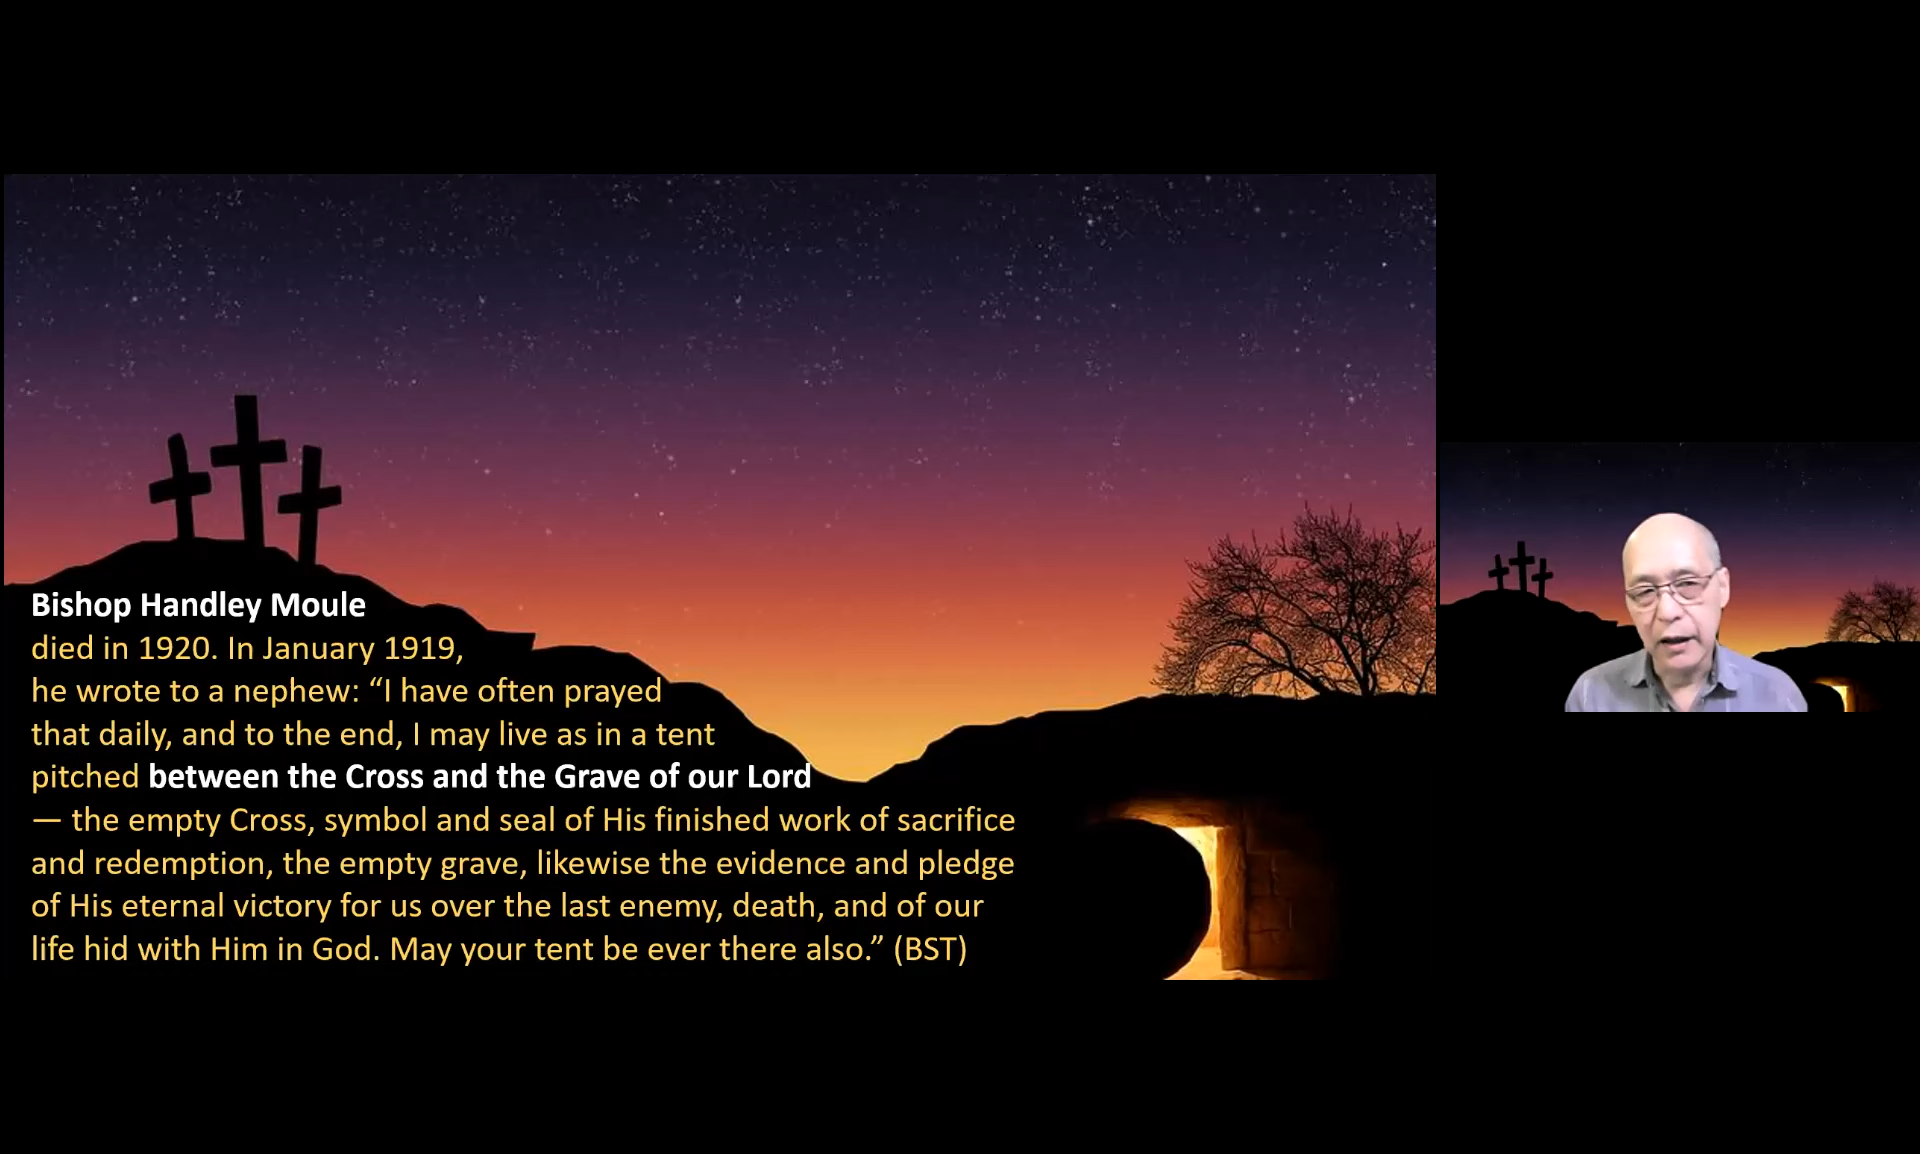 Bishop Handley Moule
died in 1920. In January 1919,
he wrote to a nephew: “I have often prayed
that daily, and to the end, I may live as in a tent
pitched between the Cross and the Grave of our Lord
— the empty Cross, symbol and seal of His finished work of sacrifice
and redemption, the empty grave, likewise the evidence and pledge
of His eternal victory for us over the last enemy, death, and of our
life hid with Him in God. May your tent be ever there also.” (BST)